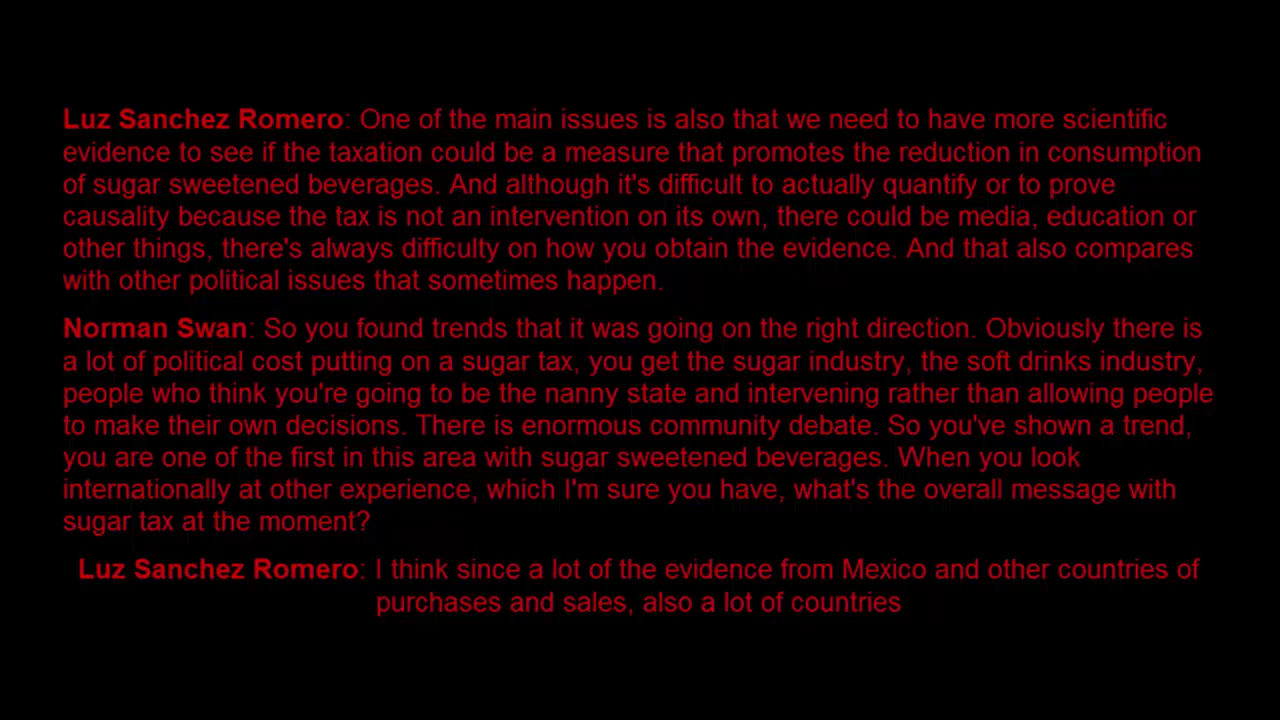 Luz Sanchez Romero: One of the main issues is also that we need to have more scientific
evidence to see if the taxation could be a measure that promotes the reduction in consumption
of sugar sweetened beverages. And although it's difficult to actually quantify or to prove
causality because the tax is not an intervention on its own, there could be media, education or
other things, there's always difficulty on how you obtain the evidence. And that also compares
with other political issues that sometimes happen.
Norman Swan: So you found trends that it was going on the right direction. Obviously there is
a lot of political cost putting on a sugar tax, you get the sugar industry, the soft drinks industry,
people who think you're going to be the nanny state and intervening rather than allowing people
to make their own decisions. There is enormous community debate. So you've shown a trend,
you are one of the first in this area with sugar sweetened beverages. When you look
internationally at other experience, which I'm sure you have, what's the overall message with
sugar tax at the moment?
Luz Sanchez Romero: I think since a lot of the evidence from Mexico and other countries of
purchases and sales, also a lot of countries